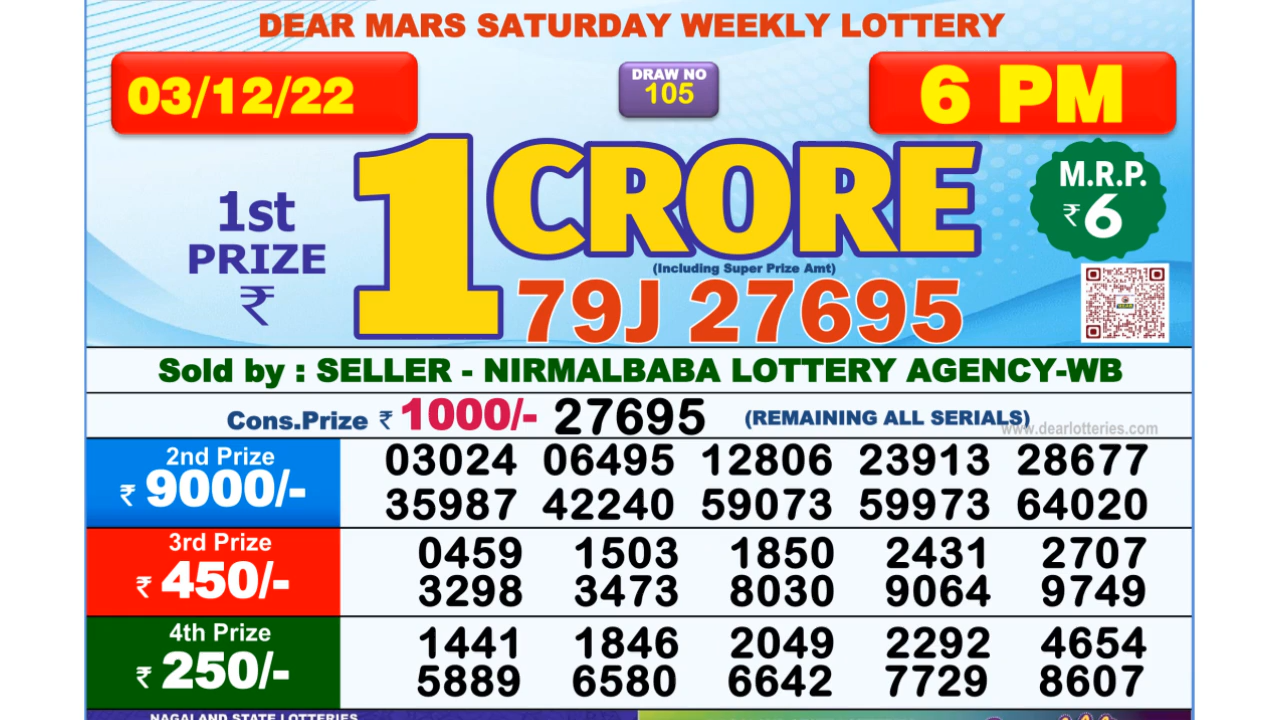 DEAR MARS SATURDAY WEEKLY LOTTERY
03/12/22
DRAW NO
105
6 PM
1st
PRIZE
₹
1 CRORE
(Including Super Prize Amt)
M.R.P.
₹ 6
79J 27695
Sold by : SELLER - NIRMALBABA LOTTERY AGENCY-WB
Cons.Prize ₹ 1000/- 27695 (REMAINING ALL SERIALS)
www.dearlotteries.com
2nd Prize
₹ 9000/-
03024 06495 12806 23913 28677
35987 42240 59073 59973 64020
3rd Prize
₹ 450/-
0459 1503 1850 2431 2707
3298 3473 8030 9064 9749
4th Prize
₹ 250/-
1441 1846 2049 2292 4654
5889 6580 6642 7729 8607
NAGALAND STATE LOTTERIES